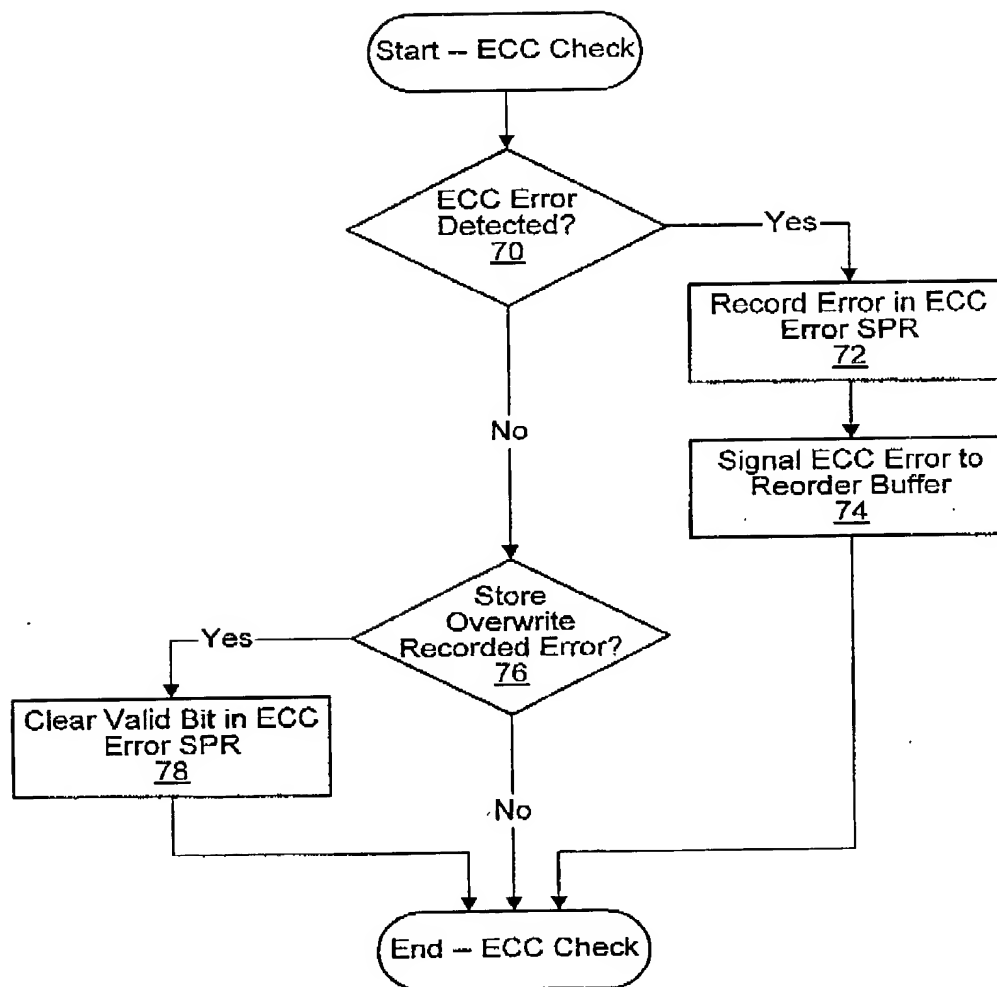 Start -- ECC Check
ECC Error
Detected?
70
Yes
Record Error in ECC
Error SPR
72
No
Signal ECC Error to
Reorder Buffer
74
Store
Overwrite
Recorded Error?
76
Yes
Clear Valid Bit in ECC
Error SPR
78
No
End -- ECC Check